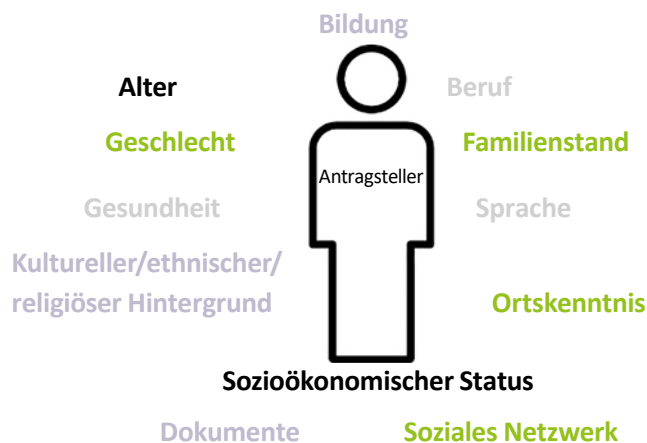 Bildung
Alter
Beruf
Geschlecht
Familienstand
Antragsteller
Gesundheit
Sprache
Kultureller/ethnischer/
religiöser Hintergrund
Ortskenntnis
Sozioökonomischer Status
Dokumente
Soziales Netzwerk